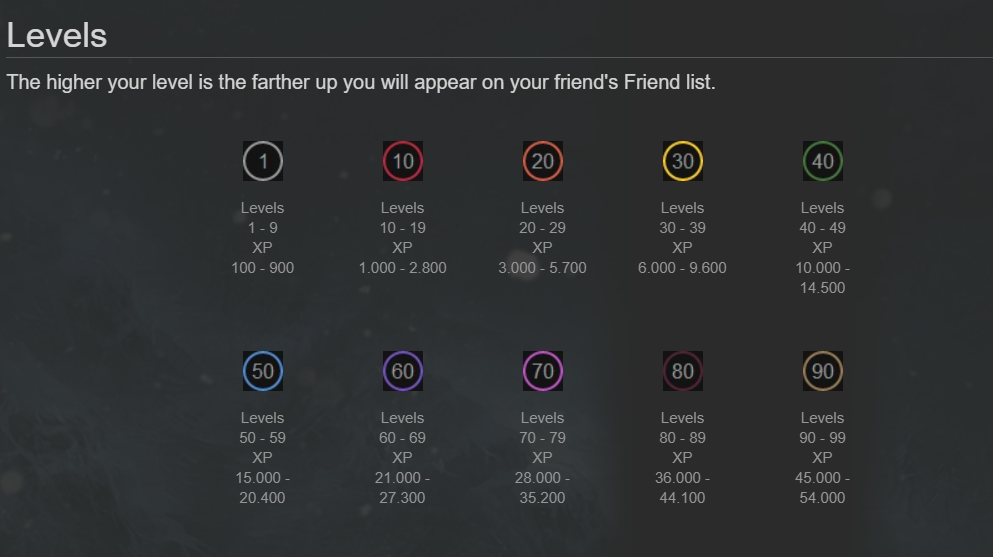 Levels
The higher your level is the farther up you will appear on your friend's Friend list.
1
10
20
30
40
Levels
1 - 9
XP
100 - 900
Levels
10 - 19
XP
1.000 - 2.800
Levels
20 - 29
XP
3.000 - 5.700
Levels
30 - 39
XP
6.000 - 9.600
Levels
40 - 49
XP
10.000 -
14.500
50
60
70
80
90
Levels
50 - 59
XP
15.000 -
20.400
Levels
60 - 69
XP
21.000 -
27.300
Levels
70 - 79
XP
28.000 -
35.200
Levels
80 - 89
XP
36.000 -
44.100
Levels
90 - 99
XP
45.000 -
54.000